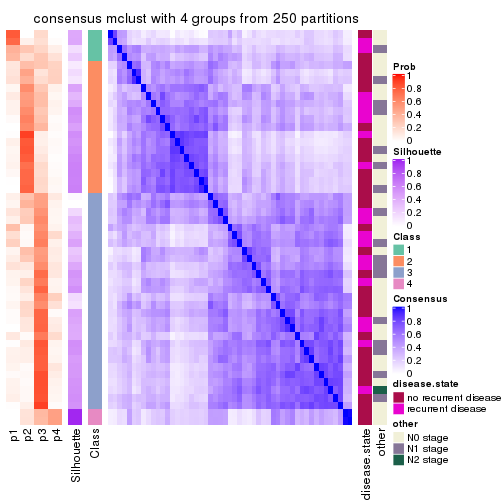 consensus mclust with 4 groups from 250 partitions
Prob
1
0.8
0.6
0.4
0.2
0
Silhouette
1
0.8
0.6
0.4
0.2
0
Class
1
2
3
4
Consensus
1
0.8
0.6
0.4
0.2
0
disease.state
no recurrent disease
recurrent disease
other
N0 stage
N1 stage
N2 stage
p1
p2
p3
p4
Silhouette
Class
disease.state
other